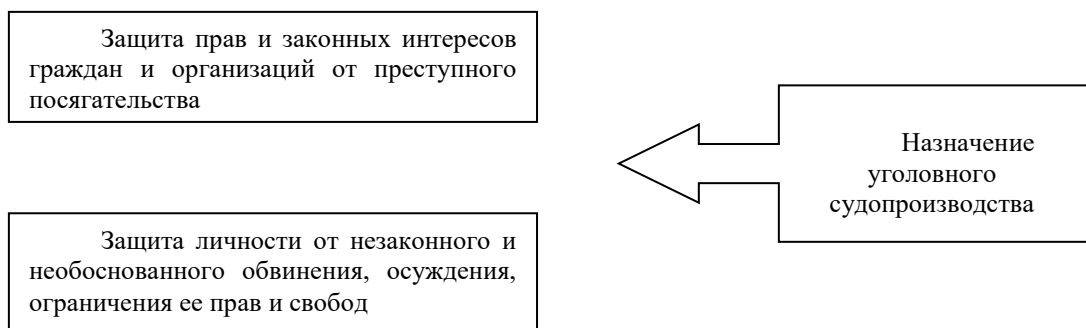 Защита прав и законных интересов
граждан и организаций от преступного
посягательства
Назначение
уголовного
судопроизводства
Защита личности от незаконного и
необоснованного обвинения, осуждения,
ограничения ее прав и свобод